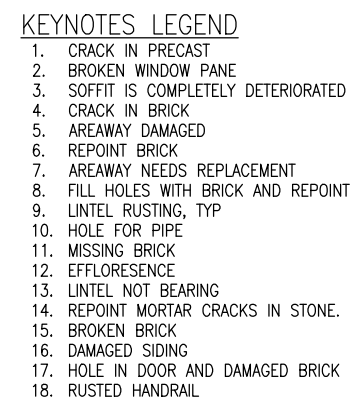 KEYNOTES LEGEND
1. CRACK IN PRECAST
2. BROKEN WINDOW PANE
3. SOFFIT IS COMPLETELY DETERIORATED
4. CRACK IN BRICK
5. AREAWAY DAMAGED
6. REPOINT BRICK
7. AREAWAY NEEDS REPLACEMENT
8. FILL HOLES WITH BRICK AND REPOINT
9. LINTEL RUSTING, TYP
10. HOLE FOR PIPE
11. MISSING BRICK
12. EFFLORESENCE
13. LINTEL NOT BEARING
14. REPOINT MORTAR CRACKS IN STONE.
15. BROKEN BRICK
16. DAMAGED SIDING
17. HOLE IN DOOR AND DAMAGED BRICK
18. RUSTED HANDRAIL